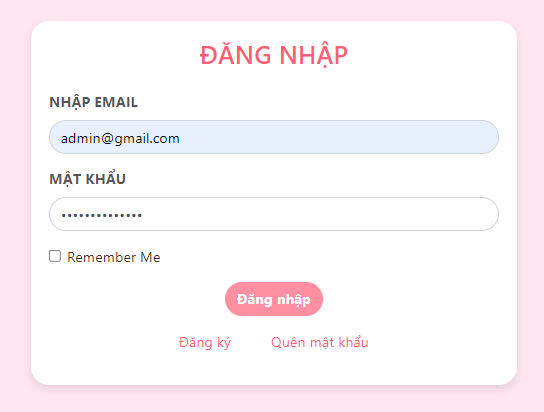 ĐĂNG NHẬP
NHẬP EMAIL
admin@gmail.com
MẬT KHẨU
••••••••••••••
Remember Me
Đăng nhập
Đăng ký Quên mật khẩu